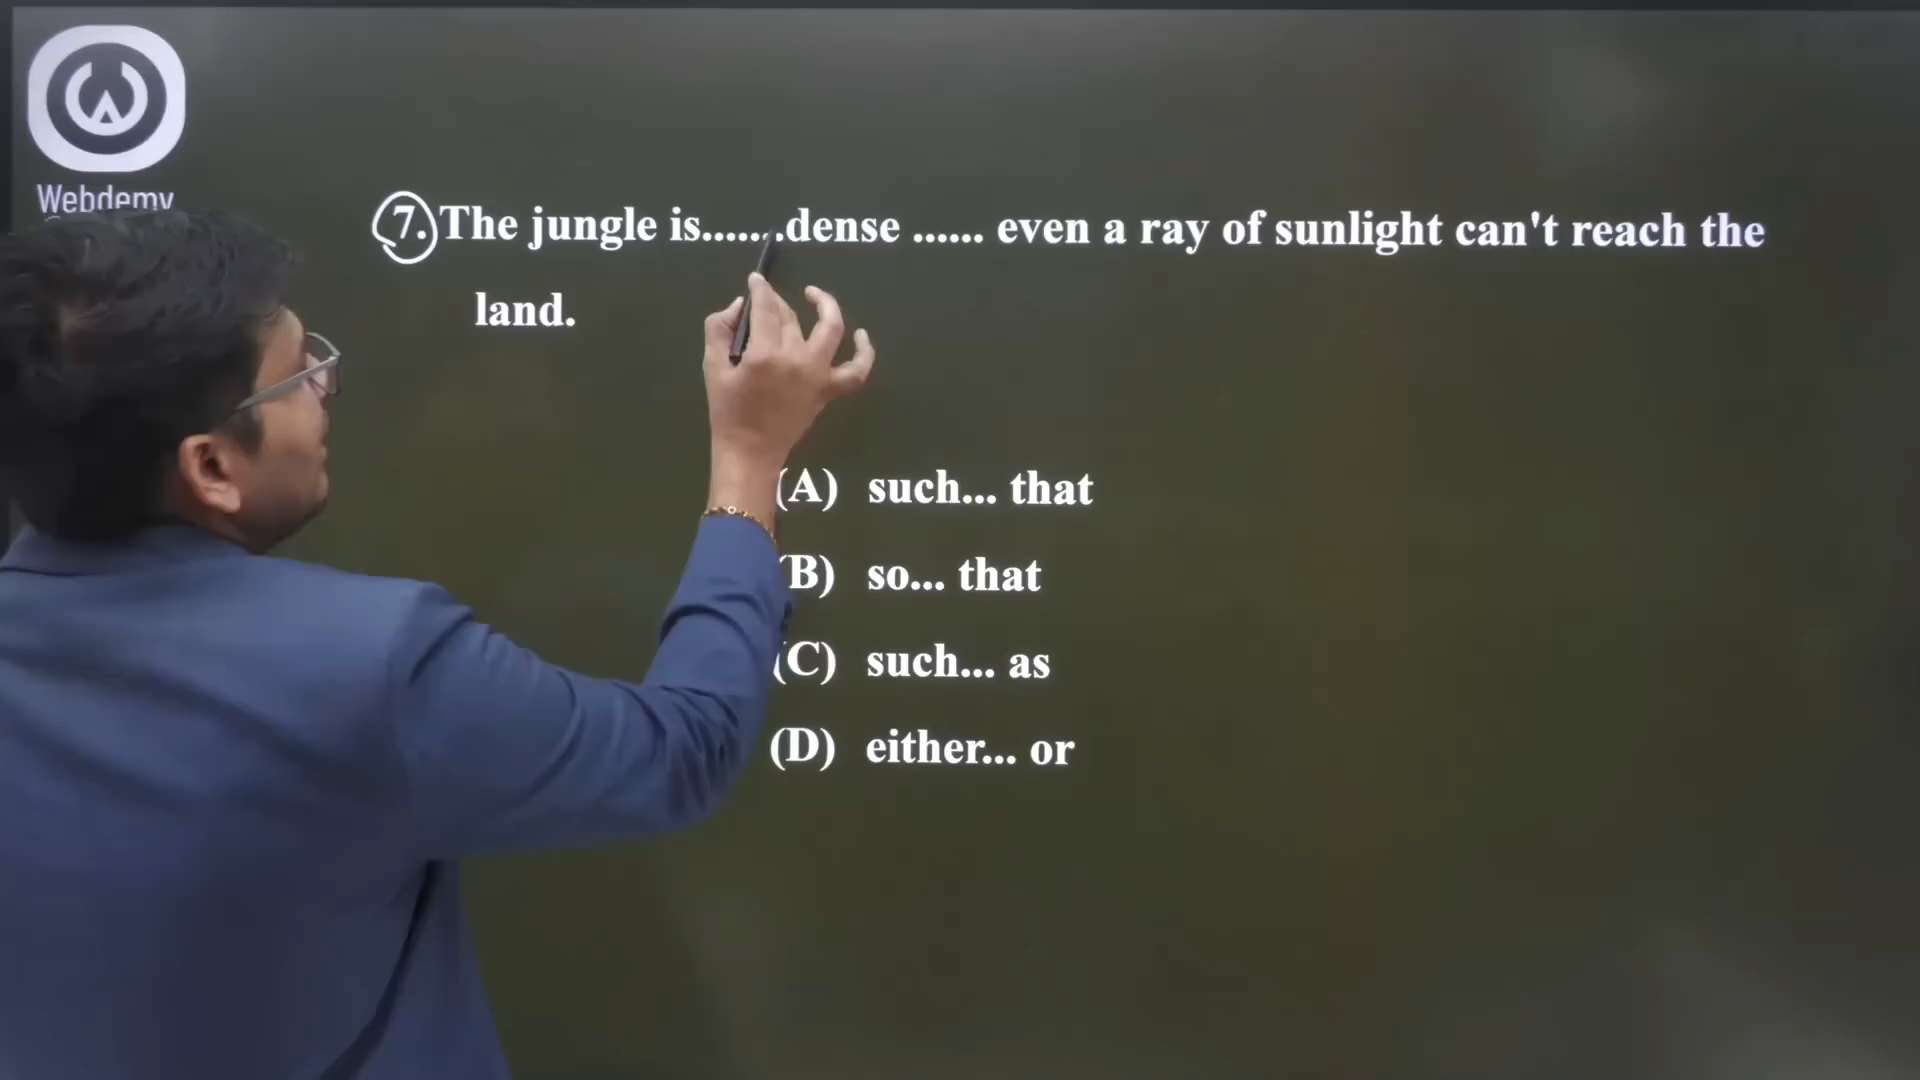 Webdemy
7. The jungle is.......dense ...... even a ray of sunlight can't reach the
land.
(A) such... that
(B) so... that
(C) such... as
(D) either... or